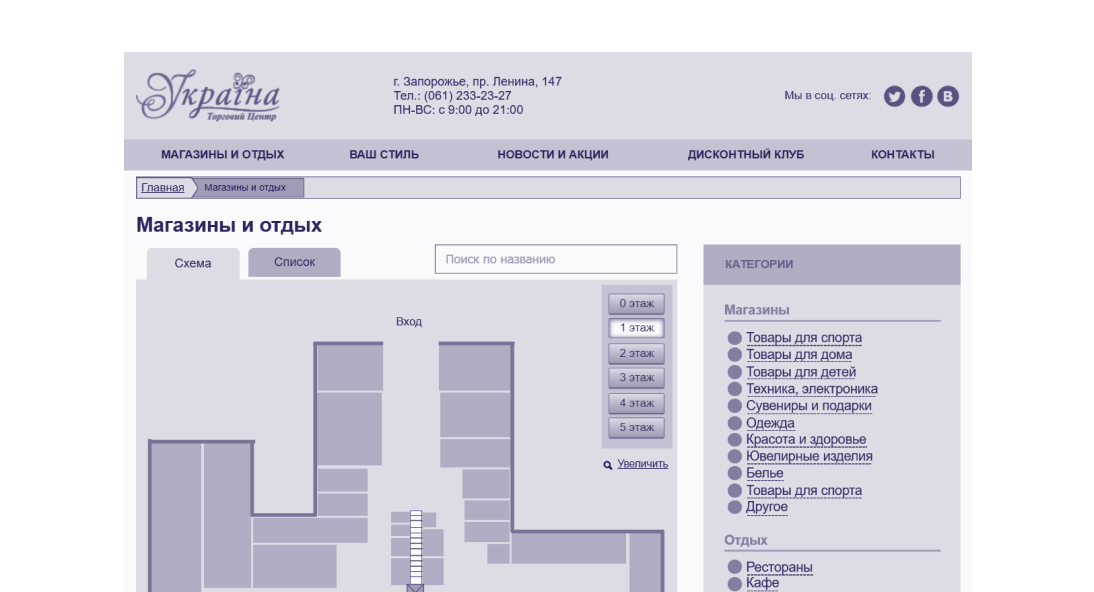 Україна
Торговий Центр
г. Запорожье, пр. Ленина, 147
Тел.: (061) 233-23-27
ПН-ВС: с 9:00 до 21:00
Мы в соц. сетях:
МАГАЗИНЫ И ОТДЫХ ВАШ СТИЛЬ НОВОСТИ И АКЦИИ ДИСКОНТНЫЙ КЛУБ КОНТАКТЫ
Главная Магазины и отдых
Магазины и отдых
Схема Список Поиск по названию
Вход
0 этаж
1 этаж
2 этаж
3 этаж
4 этаж
5 этаж
Увеличить
КАТЕГОРИИ
Магазины
Товары для спорта
Товары для дома
Товары для детей
Техника, электроника
Сувениры и подарки
Одежда
Красота и здоровье
Ювелирные изделия
Белье
Товары для спорта
Другое
Отдых
Рестораны
Кафе